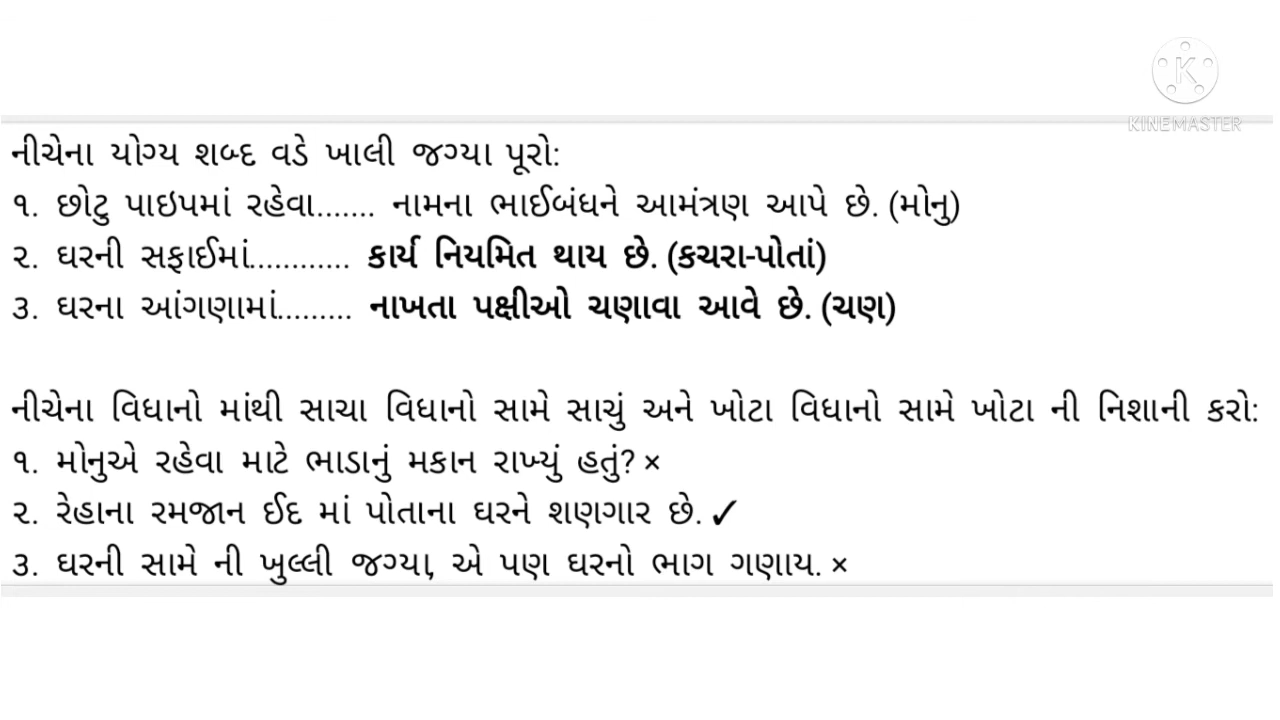 KINEMASTER
નીચેના યોગ્ય શબ્દ વડે ખાલી જગ્યા પૂરો:
૧. છોટુ પાઇપમાં રહેવા....... નામના ભાઈબંધને આમંત્રણ આપે છે. (મોનુ)
૨. ઘરની સફાઈમાં............ કાર્ય નિયમિત થાય છે. (કચરા-પોતાં)
૩. ઘરના આંગણામાં......... નાખતા પક્ષીઓ ચણાવા આવે છે. (ચણ)
નીચેના વિધાનો માંથી સાચા વિધાનો સામે સાચું અને ખોટા વિધાનો સામે ખોટા ની નિશાની કરો:
૧. મોનુએ રહેવા માટે ભાડાનું મકાન રાખ્યું હતું? ×
૨. રેહાના રમજાન ઈદ માં પોતાના ઘરને શણગાર છે. ✓
૩. ઘરની સામે ની ખુલ્લી જગ્યા, એ પણ ઘરનો ભાગ ગણાય. ×